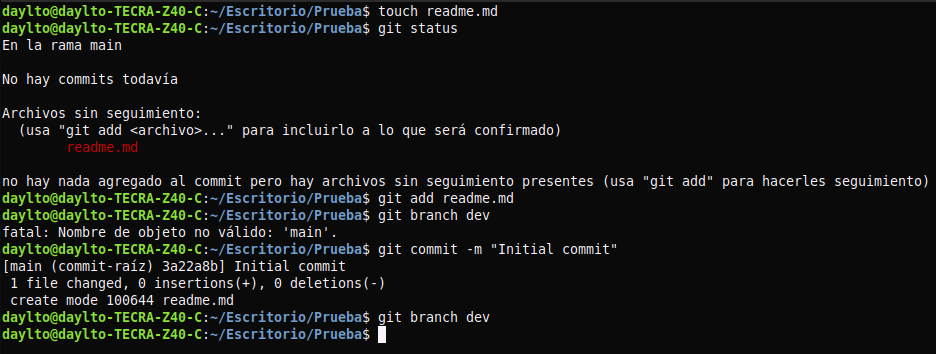 daylto@daylto-TECRA-Z40-C:~/Escritorio/Prueba$ touch readme.md
daylto@daylto-TECRA-Z40-C:~/Escritorio/Prueba$ git status
En la rama main
No hay commits todavía
Archivos sin seguimiento:
  (usa "git add <archivo>..." para incluirlo a lo que será confirmado)
        readme.md
no hay nada agregado al commit pero hay archivos sin seguimiento presentes (usa "git add" para hacerles seguimiento)
daylto@daylto-TECRA-Z40-C:~/Escritorio/Prueba$ git add readme.md
daylto@daylto-TECRA-Z40-C:~/Escritorio/Prueba$ git branch dev
fatal: Nombre de objeto no válido: 'main'.
daylto@daylto-TECRA-Z40-C:~/Escritorio/Prueba$ git commit -m "Initial commit"
[main (commit-raíz) 3a22a8b] Initial commit
 1 file changed, 0 insertions(+), 0 deletions(-)
 create mode 100644 readme.md
daylto@daylto-TECRA-Z40-C:~/Escritorio/Prueba$ git branch dev
daylto@daylto-TECRA-Z40-C:~/Escritorio/Prueba$